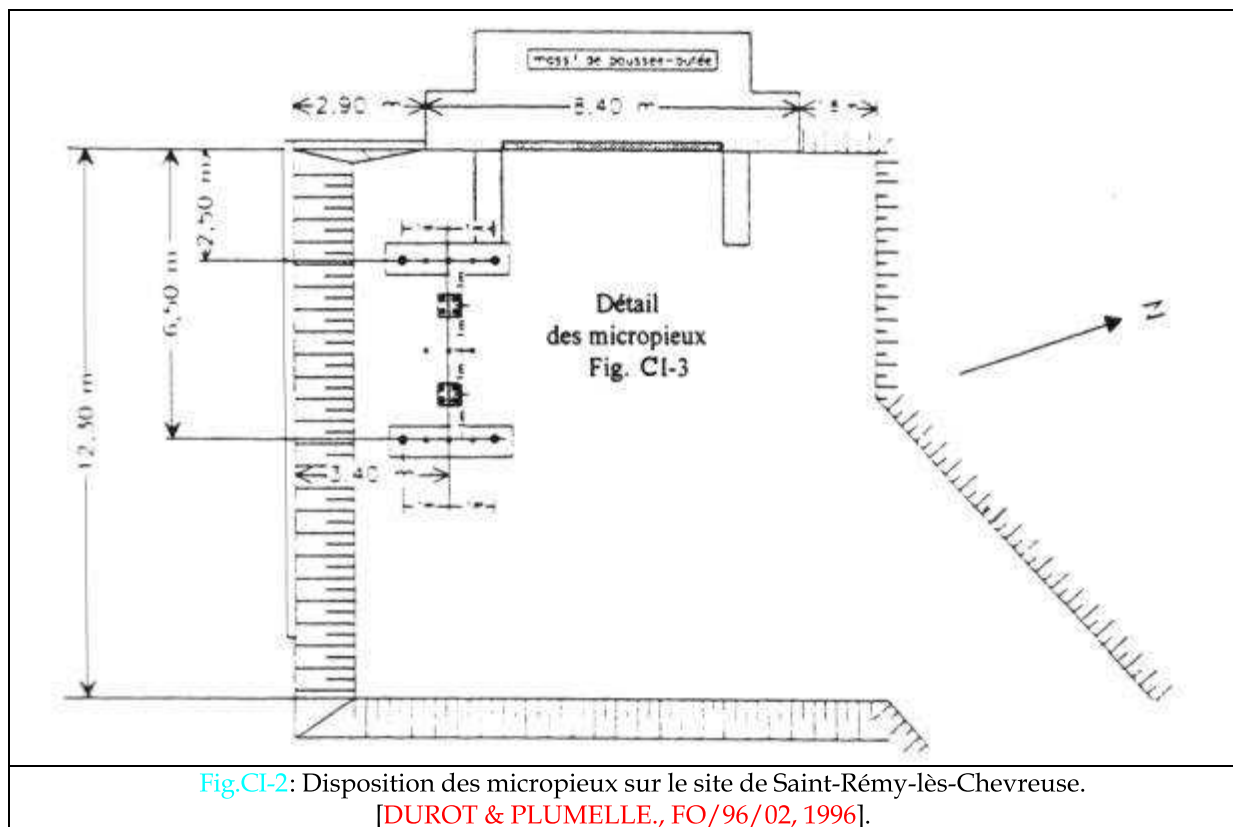 massif de poussee-butée
2.90 m
8.40 m
2,50 m
6,50 m
12.30 m
Détail
des micropieux
Fig. CI-3
N
3.40 m
Fig.CI-2: Disposition des micropieux sur le site de Saint-Rémy-lès-Chevreuse.
[DUROT & PLUMELLE., FO/96/02, 1996].